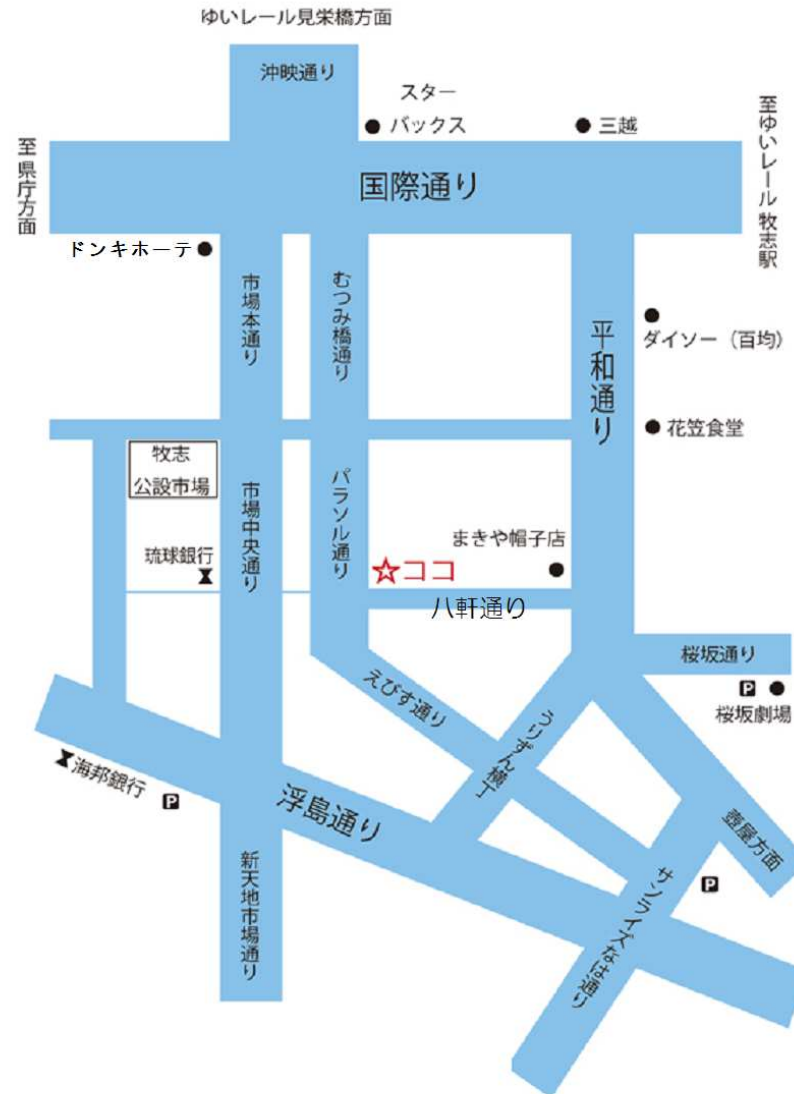 ゆいレール見栄橋方面
沖映通り
スター
バックス
三越
至ゆいレール 牧志駅
至 県庁方面
国際通り
ドンキホーテ
市場本通り
むつみ橋通り
平和通り
ダイソー（百均）
花笠食堂
牧志
公設市場
市場中央通り
パラソル通り
まきや帽子店
琉球銀行
☆ココ
八軒通り
桜坂通り
P
桜坂劇場
えびす通り
うりずん横丁
海邦銀行
P
浮島通り
壺屋方面
P
サンライズなは通り
新天地市場通り